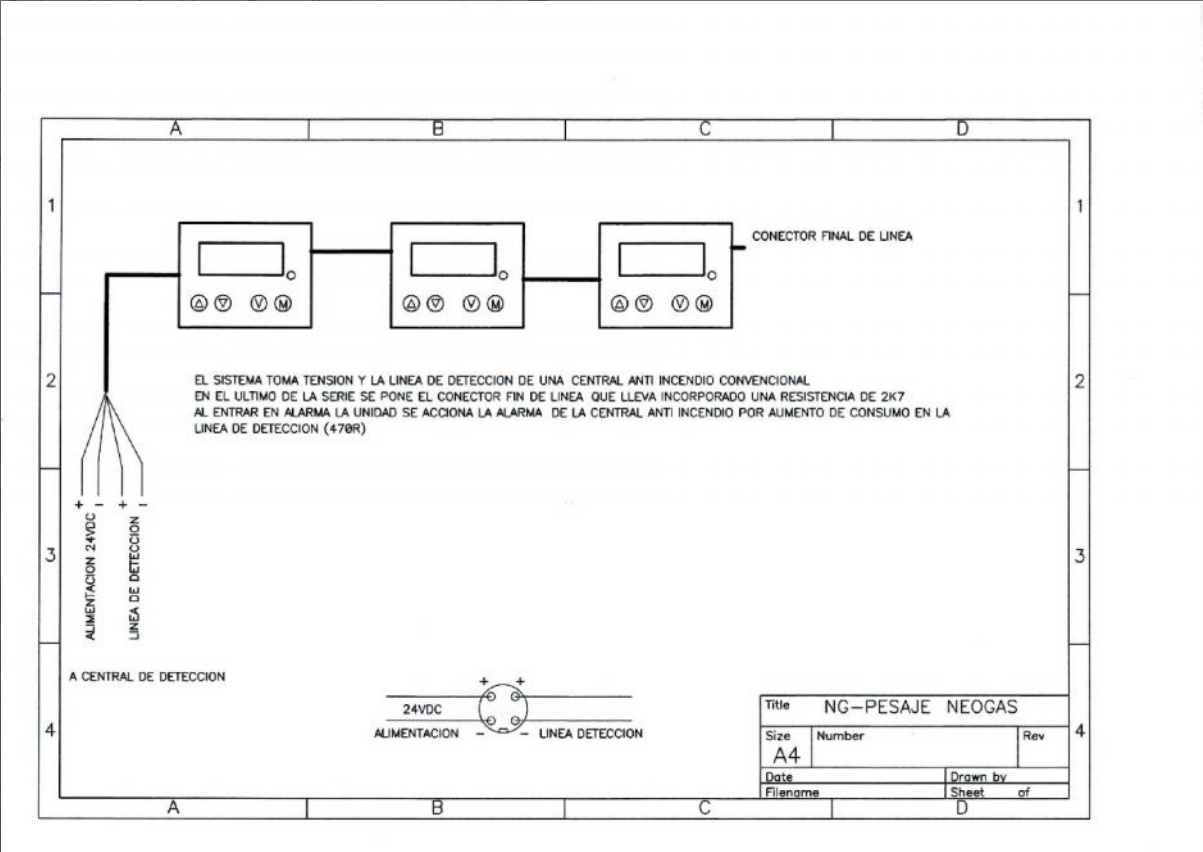 A B C D
1 1
CONECTOR FINAL DE LINEA
V M V M V M
2 2
EL SISTEMA TOMA TENSION Y LA LINEA DE DETECCION DE UNA CENTRAL ANTI INCENDIO CONVENCIONAL
EN EL ULTIMO DE LA SERIE SE PONE EL CONECTOR FIN DE LINEA QUE LLEVA INCORPORADO UNA RESISTENCIA DE 2K7
AL ENTRAR EN ALARMA LA UNIDAD SE ACCIONA LA ALARMA DE LA CENTRAL ANTI INCENDIO POR AUMENTO DE CONSUMO EN LA
LINEA DE DETECCION (470R)
+ - + -
ALIMENTACION 24VDC
LINEA DE DETECCION
3 3
A CENTRAL DE DETECCION
+ +
24VDC
ALIMENTACION - - LINEA DETECCION
4 4
Title NG-PESAJE NEOGAS
Size Number Rev
A4
Date Drawn by
Filename Sheet of
A B C D